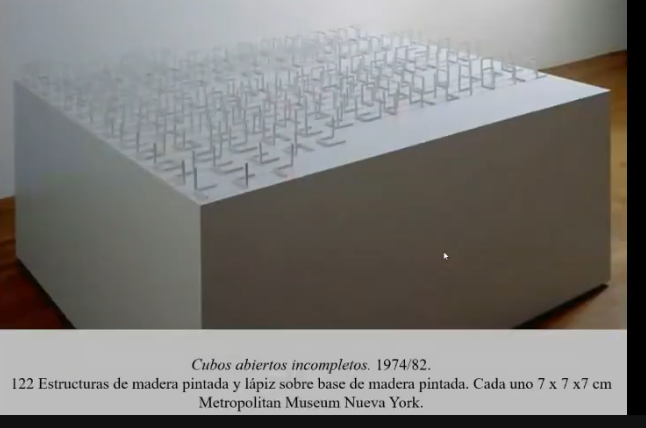 Cubos abiertos incompletos. 1974/82.
122 Estructuras de madera pintada y lápiz sobre base de madera pintada. Cada uno 7 x 7 x7 cm
Metropolitan Museum Nueva York.